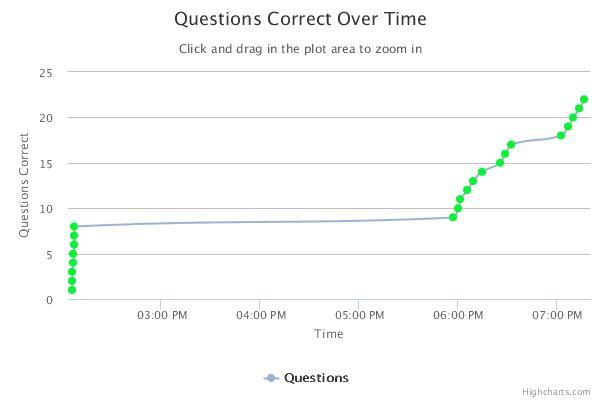 Questions Correct Over Time
Click and drag in the plot area to zoom in
25
20
15
10
5
0
Questions Correct
03:00 PM 04:00 PM 05:00 PM 06:00 PM 07:00 PM
Time
Questions
Highcharts.com